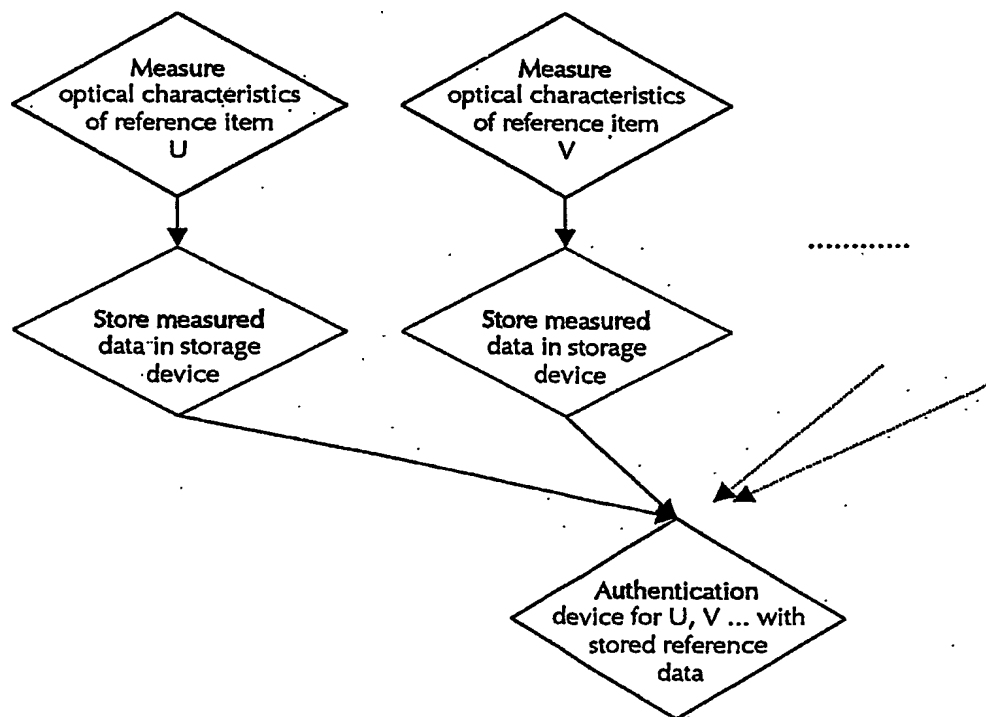 Measure
optical characteristics
of reference item
U
Measure
optical characteristics
of reference item
V
Store measured
data in storage
device
Store measured
data in storage
device
Authentication
device for U, V ... with
stored reference
data